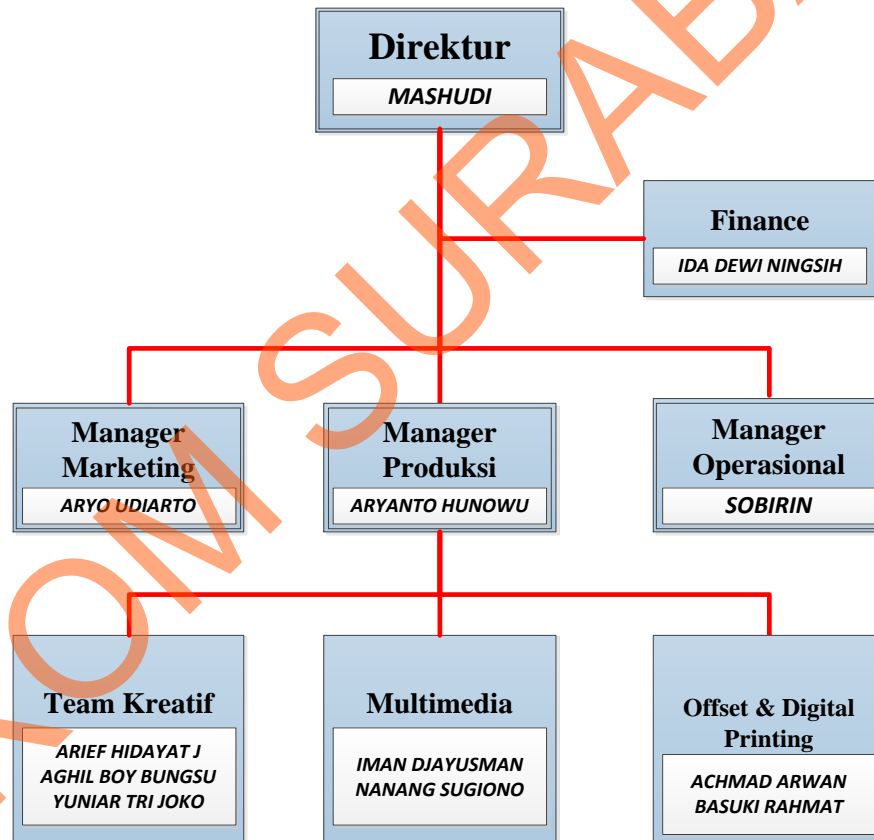 Direktur
MASHUDI
Finance
IDA DEWI NINGSIH
Manager
Marketing
ARYO UDIARTO
Manager
Produksi
ARYANTO HUNOWU
Manager
Operasional
SOBIRIN
Team Kreatif
ARIEF HIDAYAT J
AGHIL BOY BUNGSU
YUNIAR TRI JOKO
Multimedia
IMAN DJAYUSMAN
NANANG SUGIONO
Offset & Digital
Printing
ACHMAD ARWAN
BASUKI RAHMAT
OM SURAB